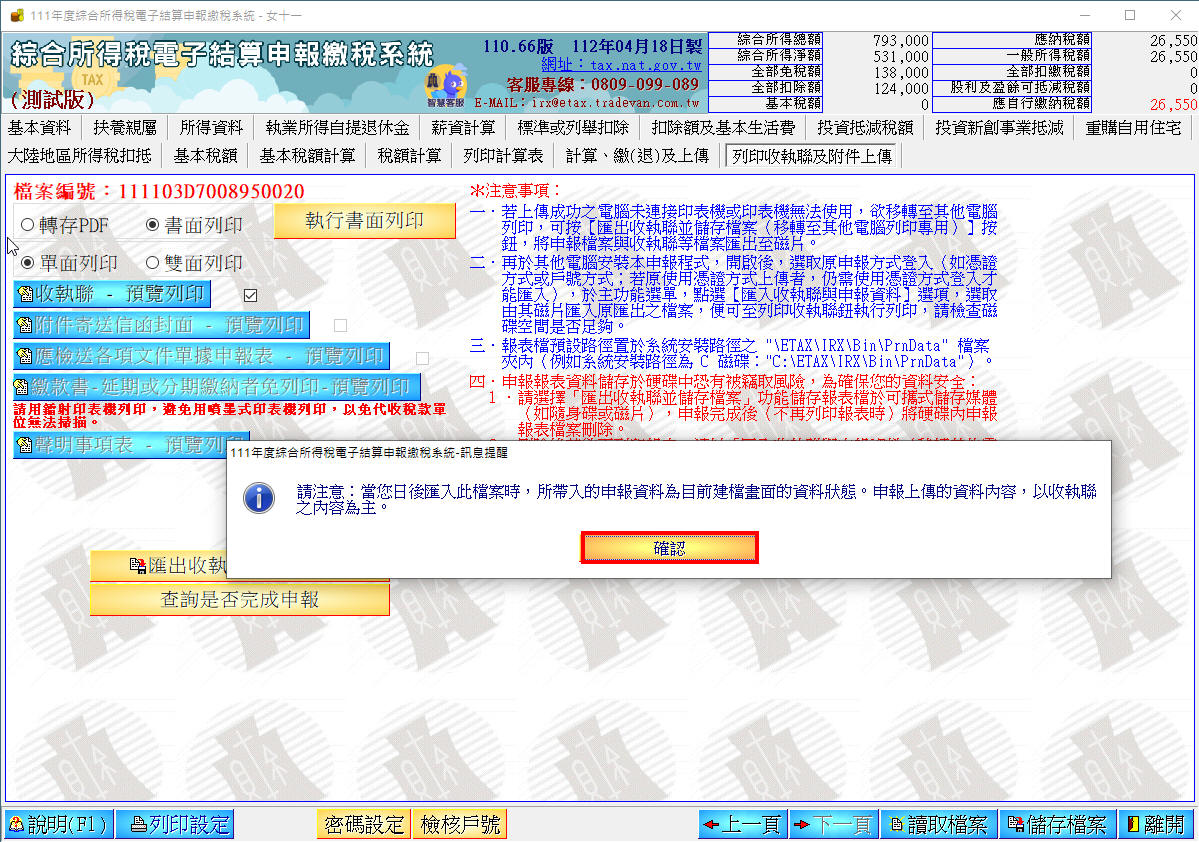 111年度綜合所得稅電子結算申報繳稅系統 - 女十一
綜合所得稅電子結算申報繳稅系統
TAX
(測試版)
110.66版 112年04月18日製
網址：tax.nat.gov.tw
客服專線：0809-099-089
E-MAIL：irx@etax.tradevan.com.tw
智慧客服
綜合所得總額 793,000 應納稅額 26,550
綜合所得淨額 531,000 一般所得稅額 26,550
全部免稅額 138,000 全部扣繳稅額 0
全部扣除額 124,000 股利及盈餘可抵減稅額 0
基本稅額 0 應自行繳納稅額 26,550
基本資料 扶養親屬 所得資料 執業所得自提退休金 薪資計算 標準或列舉扣除 扣除額及基本生活費 投資抵減稅額 投資新創事業抵減 重購自用住宅
大陸地區所得稅扣抵 基本稅額 基本稅額計算 稅額計算 列印計算表 計算、繳(退)及上傳 列印收執聯及附件上傳
檔案編號：111103D7008950020
轉存PDF 書面列印 執行書面列印
單面列印 雙面列印
收執聯 - 預覽列印
附件寄送信函封面 - 預覽列印
應檢送各項文件單據申報表 - 預覽列印
繳款書-延期或分期繳納者免列印-預覽列印
請用鐳射印表機列印，避免用噴墨式印表機列印，以免代收稅款單
位無法掃描。
聲明事項表 - 預覽列印
匯出收執
查詢是否完成申報
＊注意事項：
一．若上傳成功之電腦未連接印表機或印表機無法使用，欲移轉至其他電腦
列印，可按［匯出收執聯並儲存檔案（移轉至其他電腦列印專用）］按
鈕，將申報檔案與收執聯等檔案匯出至磁片。
二．再於其他電腦安裝本申報程式，開啟後，選取原申報方式登入（如憑證
方式或戶號方式；若原使用憑證方式上傳者，仍需使用憑證方式登入才
能匯入），於主功能選單，點選［匯入收執聯與申報資料］選項，選取
由其磁片匯入原匯出之檔案，便可至列印收執聯鈕執行列印，請檢查磁
碟空間是否足夠。
三．報表檔預設路徑置於系統安裝路徑之 "\ETAX\IRX\Bin\PrnData" 檔案
夾內（例如系統安裝路徑為 C 磁碟："C:\ETAX\IRX\Bin\PrnData"）。
四．申報報表資料儲存於硬碟中恐有被竊取風險，為確保您的資料安全：
1．請選擇「匯出收執聯並儲存檔案」功能儲存報表檔於可攜式儲存媒體
（如隨身碟或磁片），申報完成後（不再列印報表時）將硬碟內申報
報表檔案刪除。
111年度綜合所得稅電子結算申報繳稅系統-訊息提醒
請注意：當您日後匯入此檔案時，所帶入的申報資料為目前建檔畫面的資料狀態。申報上傳的資料內容，以收執聯
之內容為主。
確認
說明(F1) 列印設定 密碼設定 檢核戶號 上一頁 下一頁 讀取檔案 儲存檔案 離開